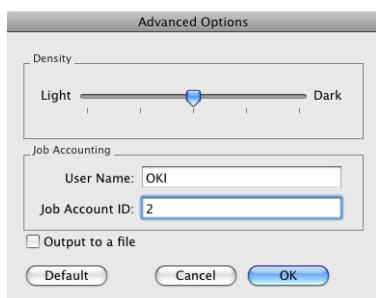 Advanced Options
Density
Light Dark
Job Accounting
User Name: OKI
Job Account ID: 2
Output to a file
Default Cancel OK